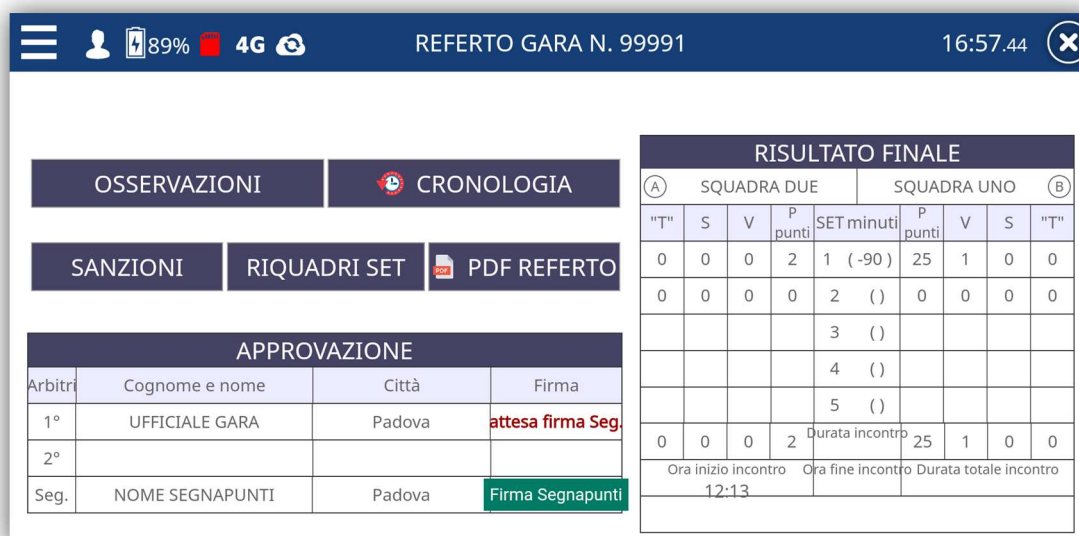 89% 4G REFERTO GARA N. 99991 16:57.44
OSSERVAZIONI CRONOLOGIA
SANZIONI RIQUADRI SET PDF REFERTO
APPROVAZIONE
Arbitri Cognome e nome Città Firma
1° UFFICIALE GARA Padova attesa firma Seg.
2°
Seg. NOME SEGNAPUNTI Padova Firma Segnapunti
RISULTATO FINALE
A SQUADRA DUE SQUADRA UNO B
"T" S V P punti SET minuti P punti V S "T"
0 0 0 2 1 ( -90 ) 25 1 0 0
0 0 0 0 2 ( ) 0 0 0 0
3 ( )
4 ( )
5 ( )
0 0 0 2 Durata incontro 25 1 0 0
Ora inizio incontro Ora fine incontro Durata totale incontro
12:13